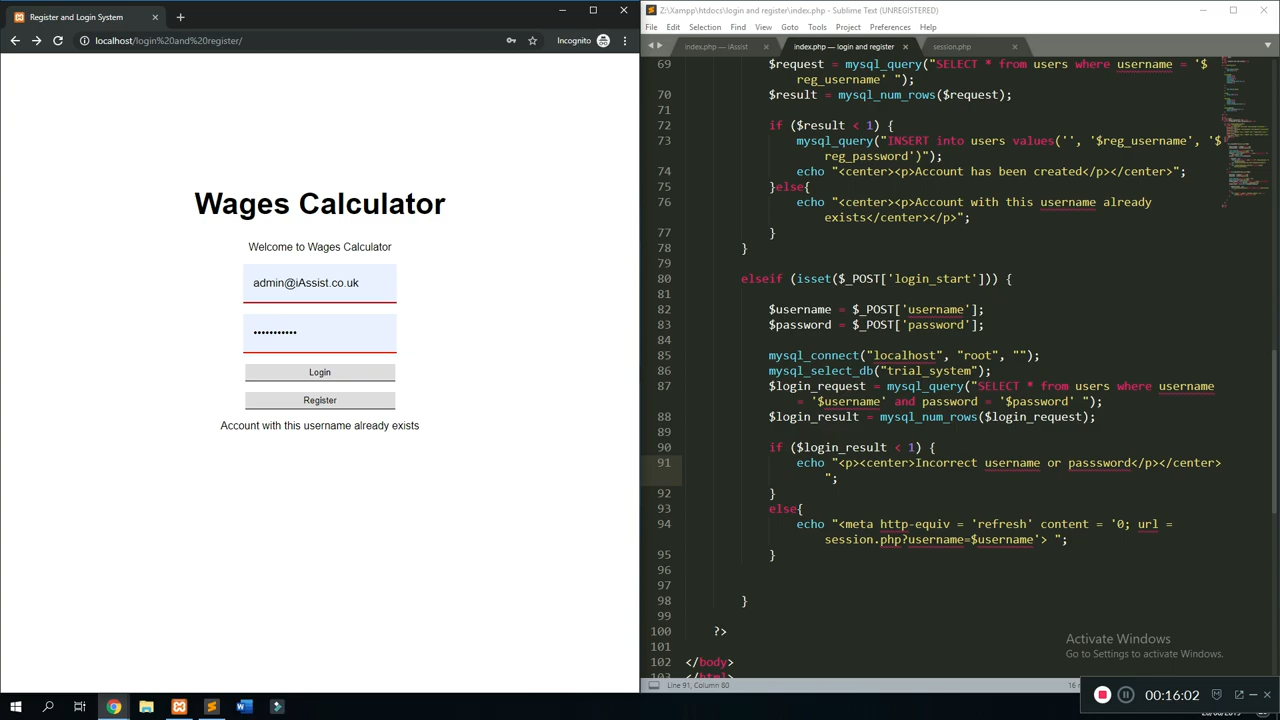 Register and Login System
localhost/login%20and%20register/
Incognito
Wages Calculator
Welcome to Wages Calculator
admin@iAssist.co.uk
•••••••••••
Login
Register
Account with this username already exists
Z:\Xampp\htdocs\login and register\index.php - Sublime Text (UNREGISTERED)
File Edit Selection Find View Goto Tools Project Preferences Help
index.php — iAssist index.php — login and register session.php
69 $request = mysql_query("SELECT * from users where username = '$
reg_username' ");
70 $result = mysql_num_rows($request);
71
72 if ($result < 1) {
73 mysql_query("INSERT into users values('', '$reg_username', '$
reg_password')");
74 echo "<center><p>Account has been created</p></center>";
75 }else{
76 echo "<center><p>Account with this username already
exists</center></p>";
77 }
78 }
79
80 elseif (isset($_POST['login_start'])) {
81
82 $username = $_POST['username'];
83 $password = $_POST['password'];
84
85 mysql_connect("localhost", "root", "");
86 mysql_select_db("trial_system");
87 $login_request = mysql_query("SELECT * from users where username
= '$username' and password = '$password' ");
88 $login_result = mysql_num_rows($login_request);
89
90 if ($login_result < 1) {
91 echo "<p><center>Incorrect username or passsword</p></center>
";
92 }
93 else{
94 echo "<meta http-equiv = 'refresh' content = '0; url =
session.php?username=$username'> ";
95 }
96
97
98 }
99
100 ?>
101
102 </body>
Activate Windows
Go to Settings to activate Windows.
Line 91, Column 80
00:16:02